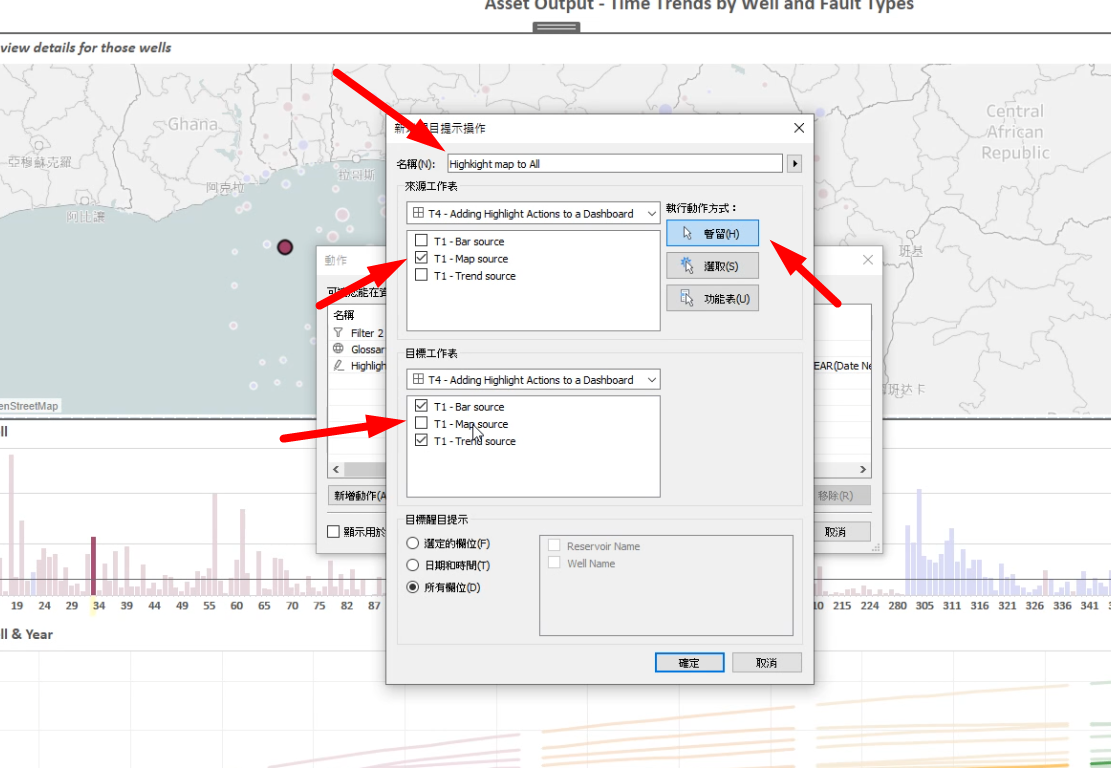 Asset Output - Time Trends by Well and Fault Types
view details for those wells
Ghana
Central
African
Republic
亞穆蘇克羅
阿克拉
拉哥斯
阿比讓
班基
班达卡
enStreetMap
動作
名稱
Filter 2
Glossar
Highligh
EAR(Date Ne
新增動作(A
移除(R)
顯示用於
取消
目提示操作
名稱(N):
Highkight map to All
來源工作表
T4 - Adding Highlight Actions to a Dashboard
T1 - Bar source
T1 - Map source
T1 - Trend source
執行動作方式：
暫留(H)
選取(S)
功能表(U)
目標工作表
T4 - Adding Highlight Actions to a Dashboard
T1 - Bar source
T1 - Map source
T1 - Trend source
目標醒目提示
選定的欄位(F)
日期和時間(T)
所有欄位(D)
Reservoir Name
Well Name
確定
取消
ll
19 24 29 34 39 44 49 55 60 65 70 75 82 87
10 215 224 280 305 311 316 321 326 336 341
ll & Year